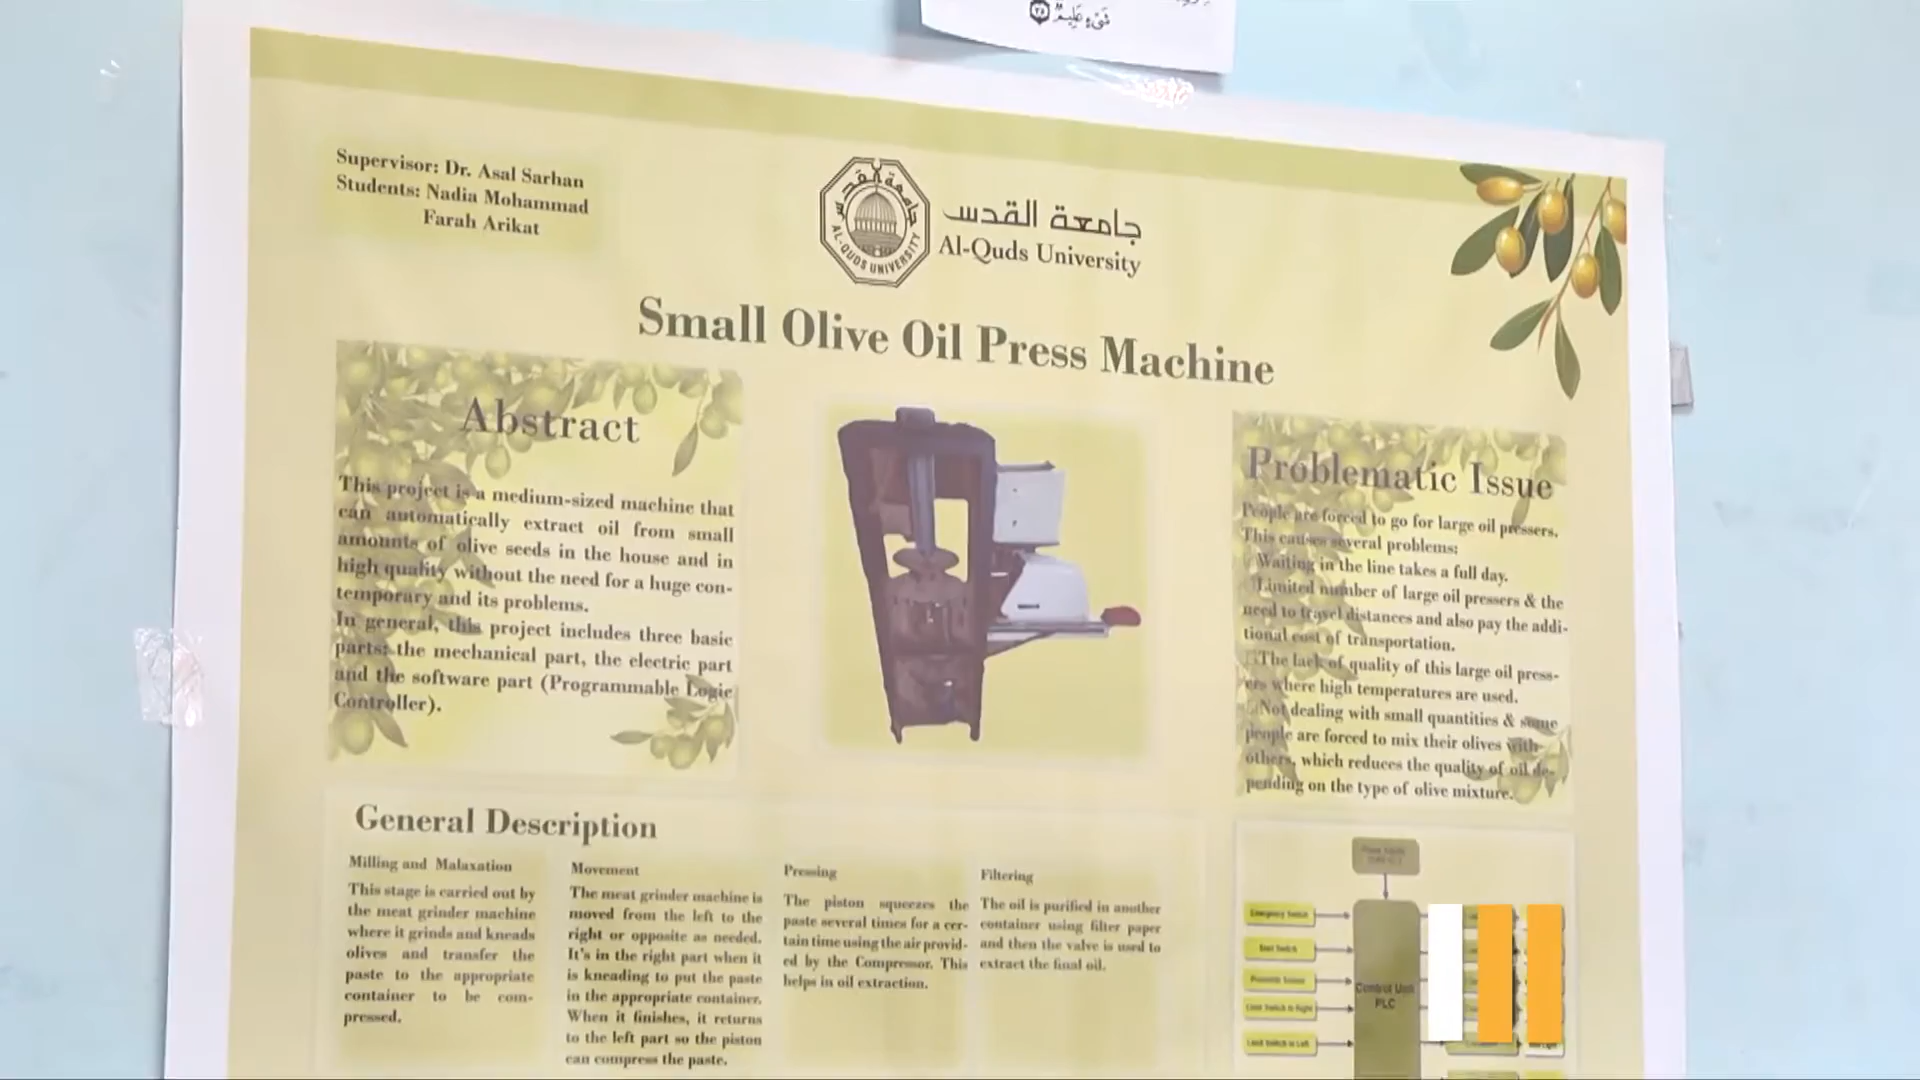 شَىْءٍ عَلِيمٌ
Supervisor: Dr. Asal Sarhan
Students: Nadia Mohammad
Farah Arikat
جامعة القدس
AL-QUDS UNIVERSITY
جامعة القدس
Al-Quds University
Small Olive Oil Press Machine
Abstract
This project is a medium-sized machine that
can automatically extract oil from small
amounts of olive seeds in the house and in
high quality without the need for a huge con-
temporary and its problems.
In general, this project includes three basic
parts: the mechanical part, the electric part
and the software part (Programmable Logic
Controller).
Problematic Issue
People are forced to go for large oil pressers.
This causes several problems:
Waiting in the line takes a full day.
Limited number of large oil pressers & the
need to travel distances and also pay the addi-
tional cost of transportation.
The lack of quality of this large oil press-
ers where high temperatures are used.
Not dealing with small quantities & some
people are forced to mix their olives with
others, which reduces the quality of oil de-
pending on the type of olive mixture.
General Description
Milling and Malaxation
This stage is carried out by
the meat grinder machine
where it grinds and kneads
olives and transfer the
paste to the appropriate
container to be com-
pressed.
Movement
The meat grinder machine is
moved from the left to the
right or opposite as needed.
It's in the right part when it
is kneading to put the paste
in the appropriate container.
When it finishes, it returns
to the left part so the piston
can compress the paste.
Pressing
The piston squeezes the
paste several times for a cer-
tain time using the air provid-
ed by the Compressor. This
helps in oil extraction.
Filtering
The oil is purified in another
container using filter paper
and then the valve is used to
extract the final oil.
Emergency Switch
Start Switch
Limit Switch to Right
Limit Switch to Left
Control Unit
PLC